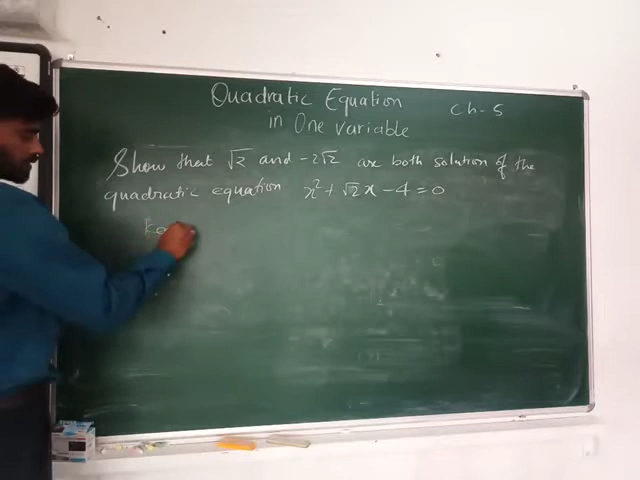 Quadratic Equation Ch-5
in One Variable
Show that √2 and -2√2 are both solution of the
quadratic equation x² + √2x - 4 = 0